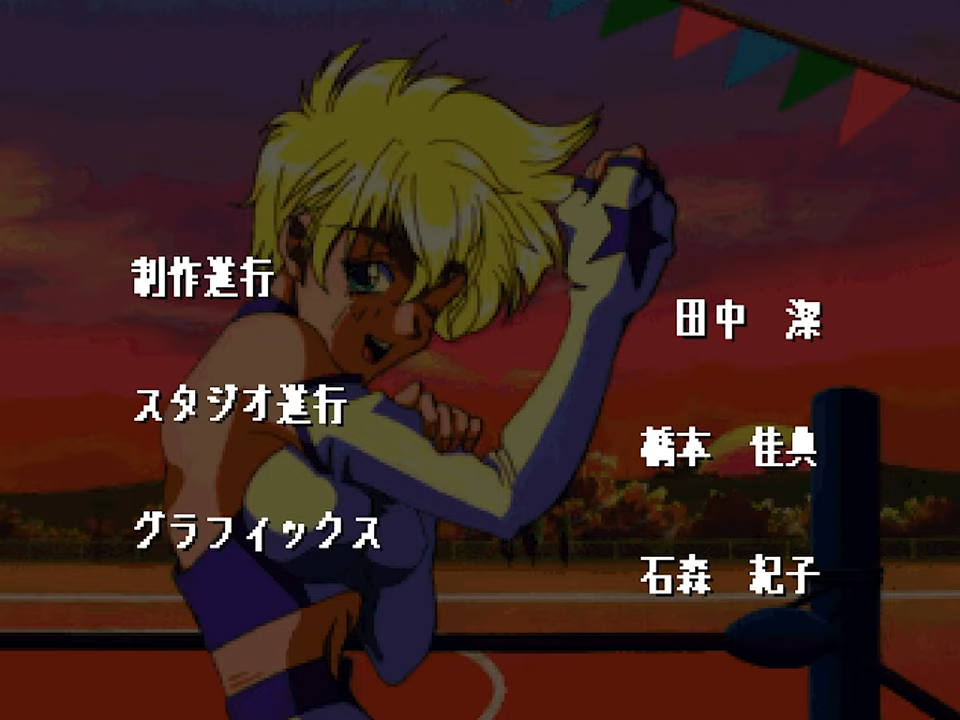 制作進行
田中　潔
スタジオ進行
橋本　佳典
グラフィックス
石森　紀子